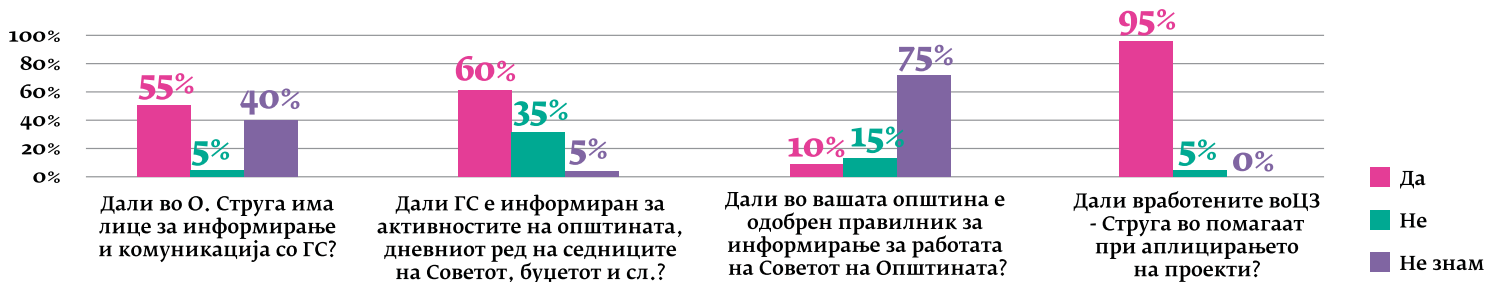 100%
80%
60%
40%
20%
0%
55%
5%
40%
60%
35%
5%
10%
15%
75%
95%
5%
0%
Дали во О. Струга има
лице за информирање
и комуникација со ГС?
Дали ГС е информиран за
активностите на општината,
дневниот ред на седниците
на Советот, буџетот и сл.?
Дали во вашата општина е
одобрен правилник за
информирање за работата
на Советот на Општината?
Дали вработените воЦЗ
- Струга во помагаат
при аплицирањето
на проекти?
Да
Не
Не знам